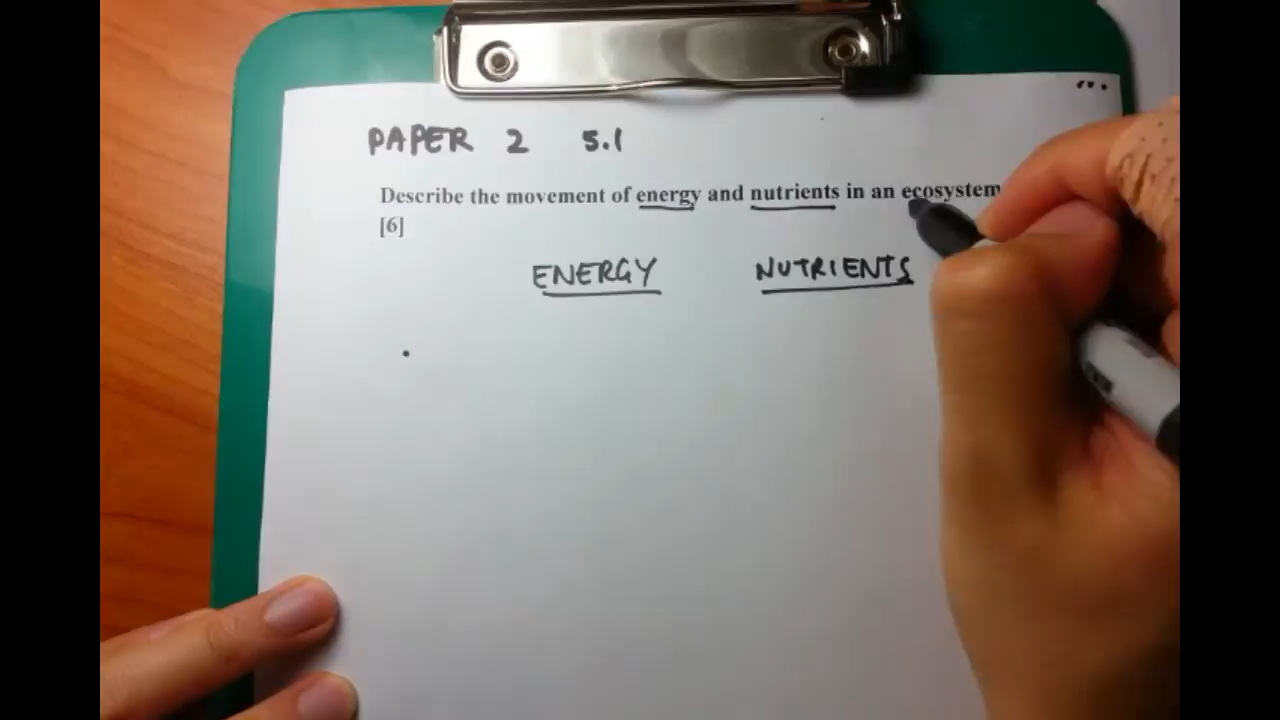 PAPER 2 5.1
Describe the movement of energy and nutrients in an ecosystem
[6]
ENERGY NUTRIENTS